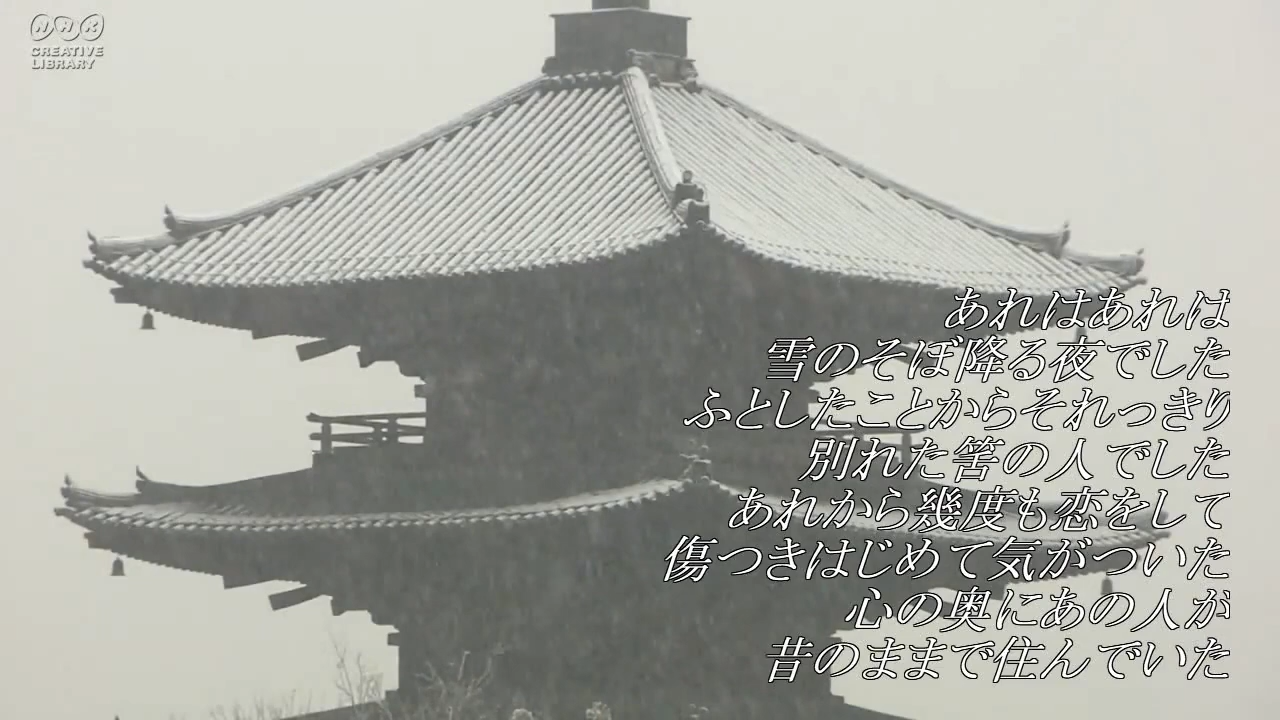 NHK
CREATIVE
LIBRARY
あれはあれは
雪のそぼ降る夜でした
ふとしたことからそれっきり
別れた筈の人でした
あれから幾度も恋をして
傷つきはじめて気がついた
心の奥にあの人が
昔のままで住んでいた